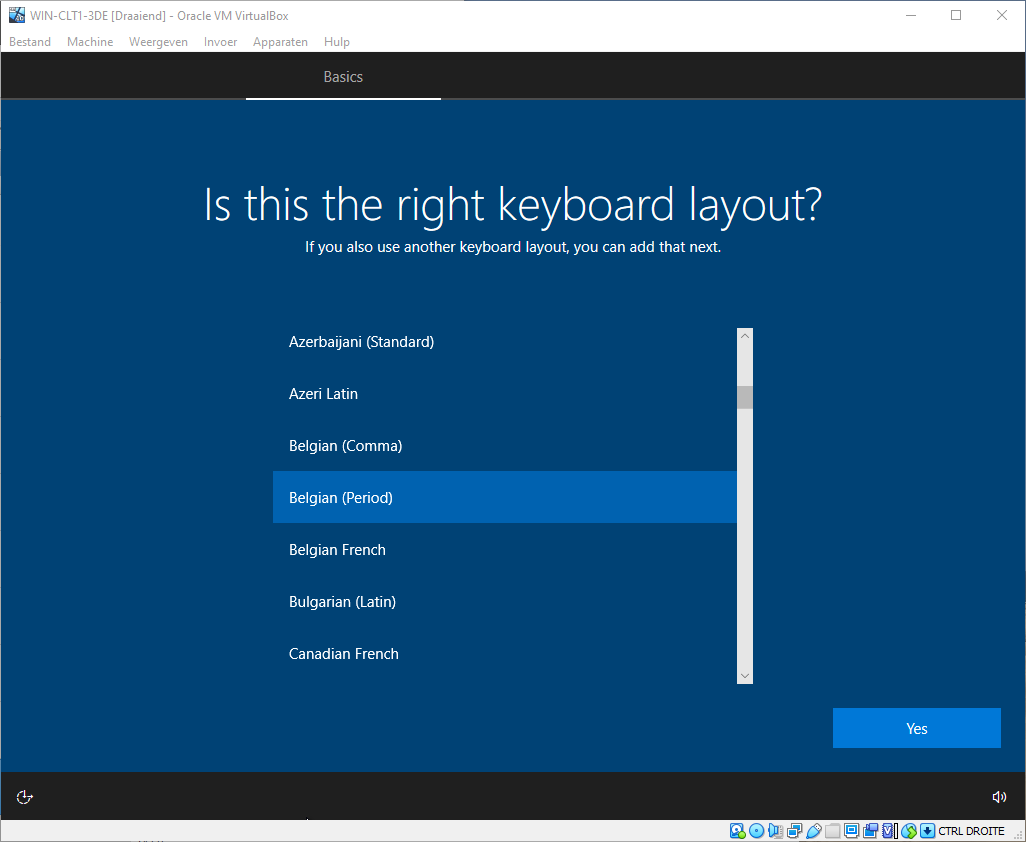 WIN-CLT1-3DE [Draaiend] - Oracle VM VirtualBox
Bestand Machine Weergeven Invoer Apparaten Hulp
Basics
Is this the right keyboard layout?
If you also use another keyboard layout, you can add that next.
Azerbaijani (Standard)
Azeri Latin
Belgian (Comma)
Belgian (Period)
Belgian French
Bulgarian (Latin)
Canadian French
Yes
CTRL DROITE